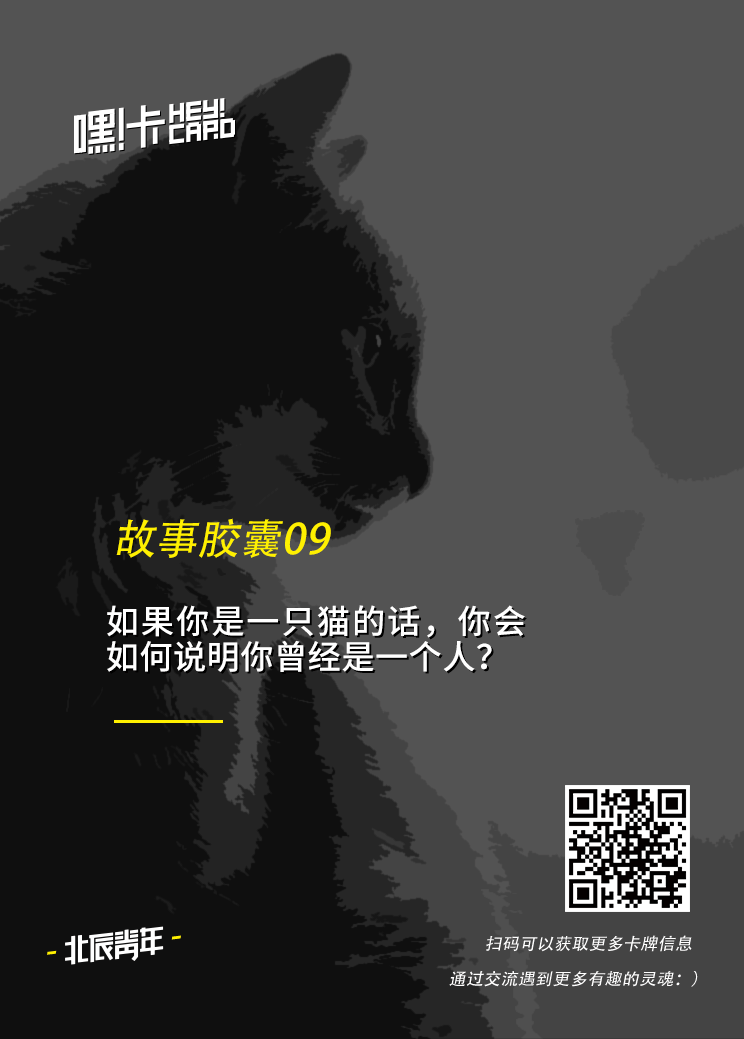 嘿!卡 HEY! CARD
故事胶囊09
如果你是一只猫的话，你会
如何说明你曾经是一个人？
- 北辰青年 -
扫码可以获取更多卡牌信息
通过交流遇到更多有趣的灵魂：）